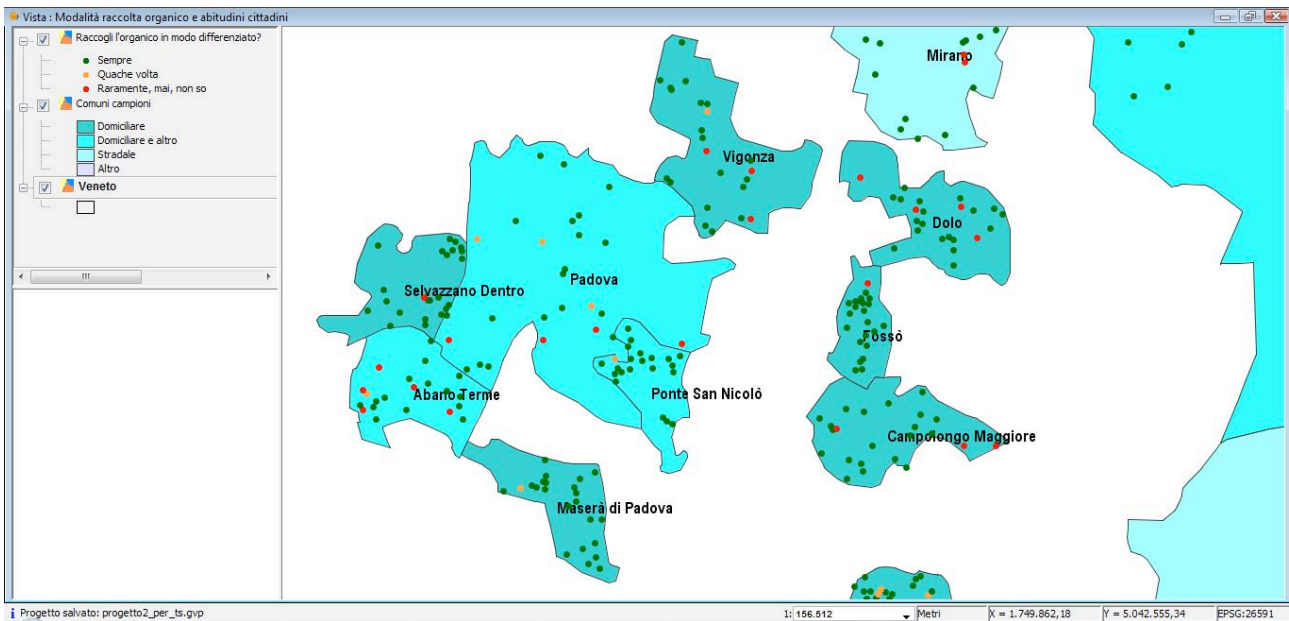 Vista : Modalità raccolta organico e abitudini cittadini
Raccogli l'organico in modo differenziato?
Sempre
Quache volta
Raramente, mai, non so
Comuni campioni
Domiciliare
Domiciliare e altro
Stradale
Altro
Veneto
Mirano
Vigonza
Dolo
Padova
Selvazzano Dentro
Fossò
Abano Terme
Ponte San Nicolò
Campolongo Maggiore
Maserà di Padova
Progetto salvato: progetto2_per_ts.gvp
1: 156.512
Metri
X = 1.749.862,18
Y = 5.042.555,34
EPSG:26591